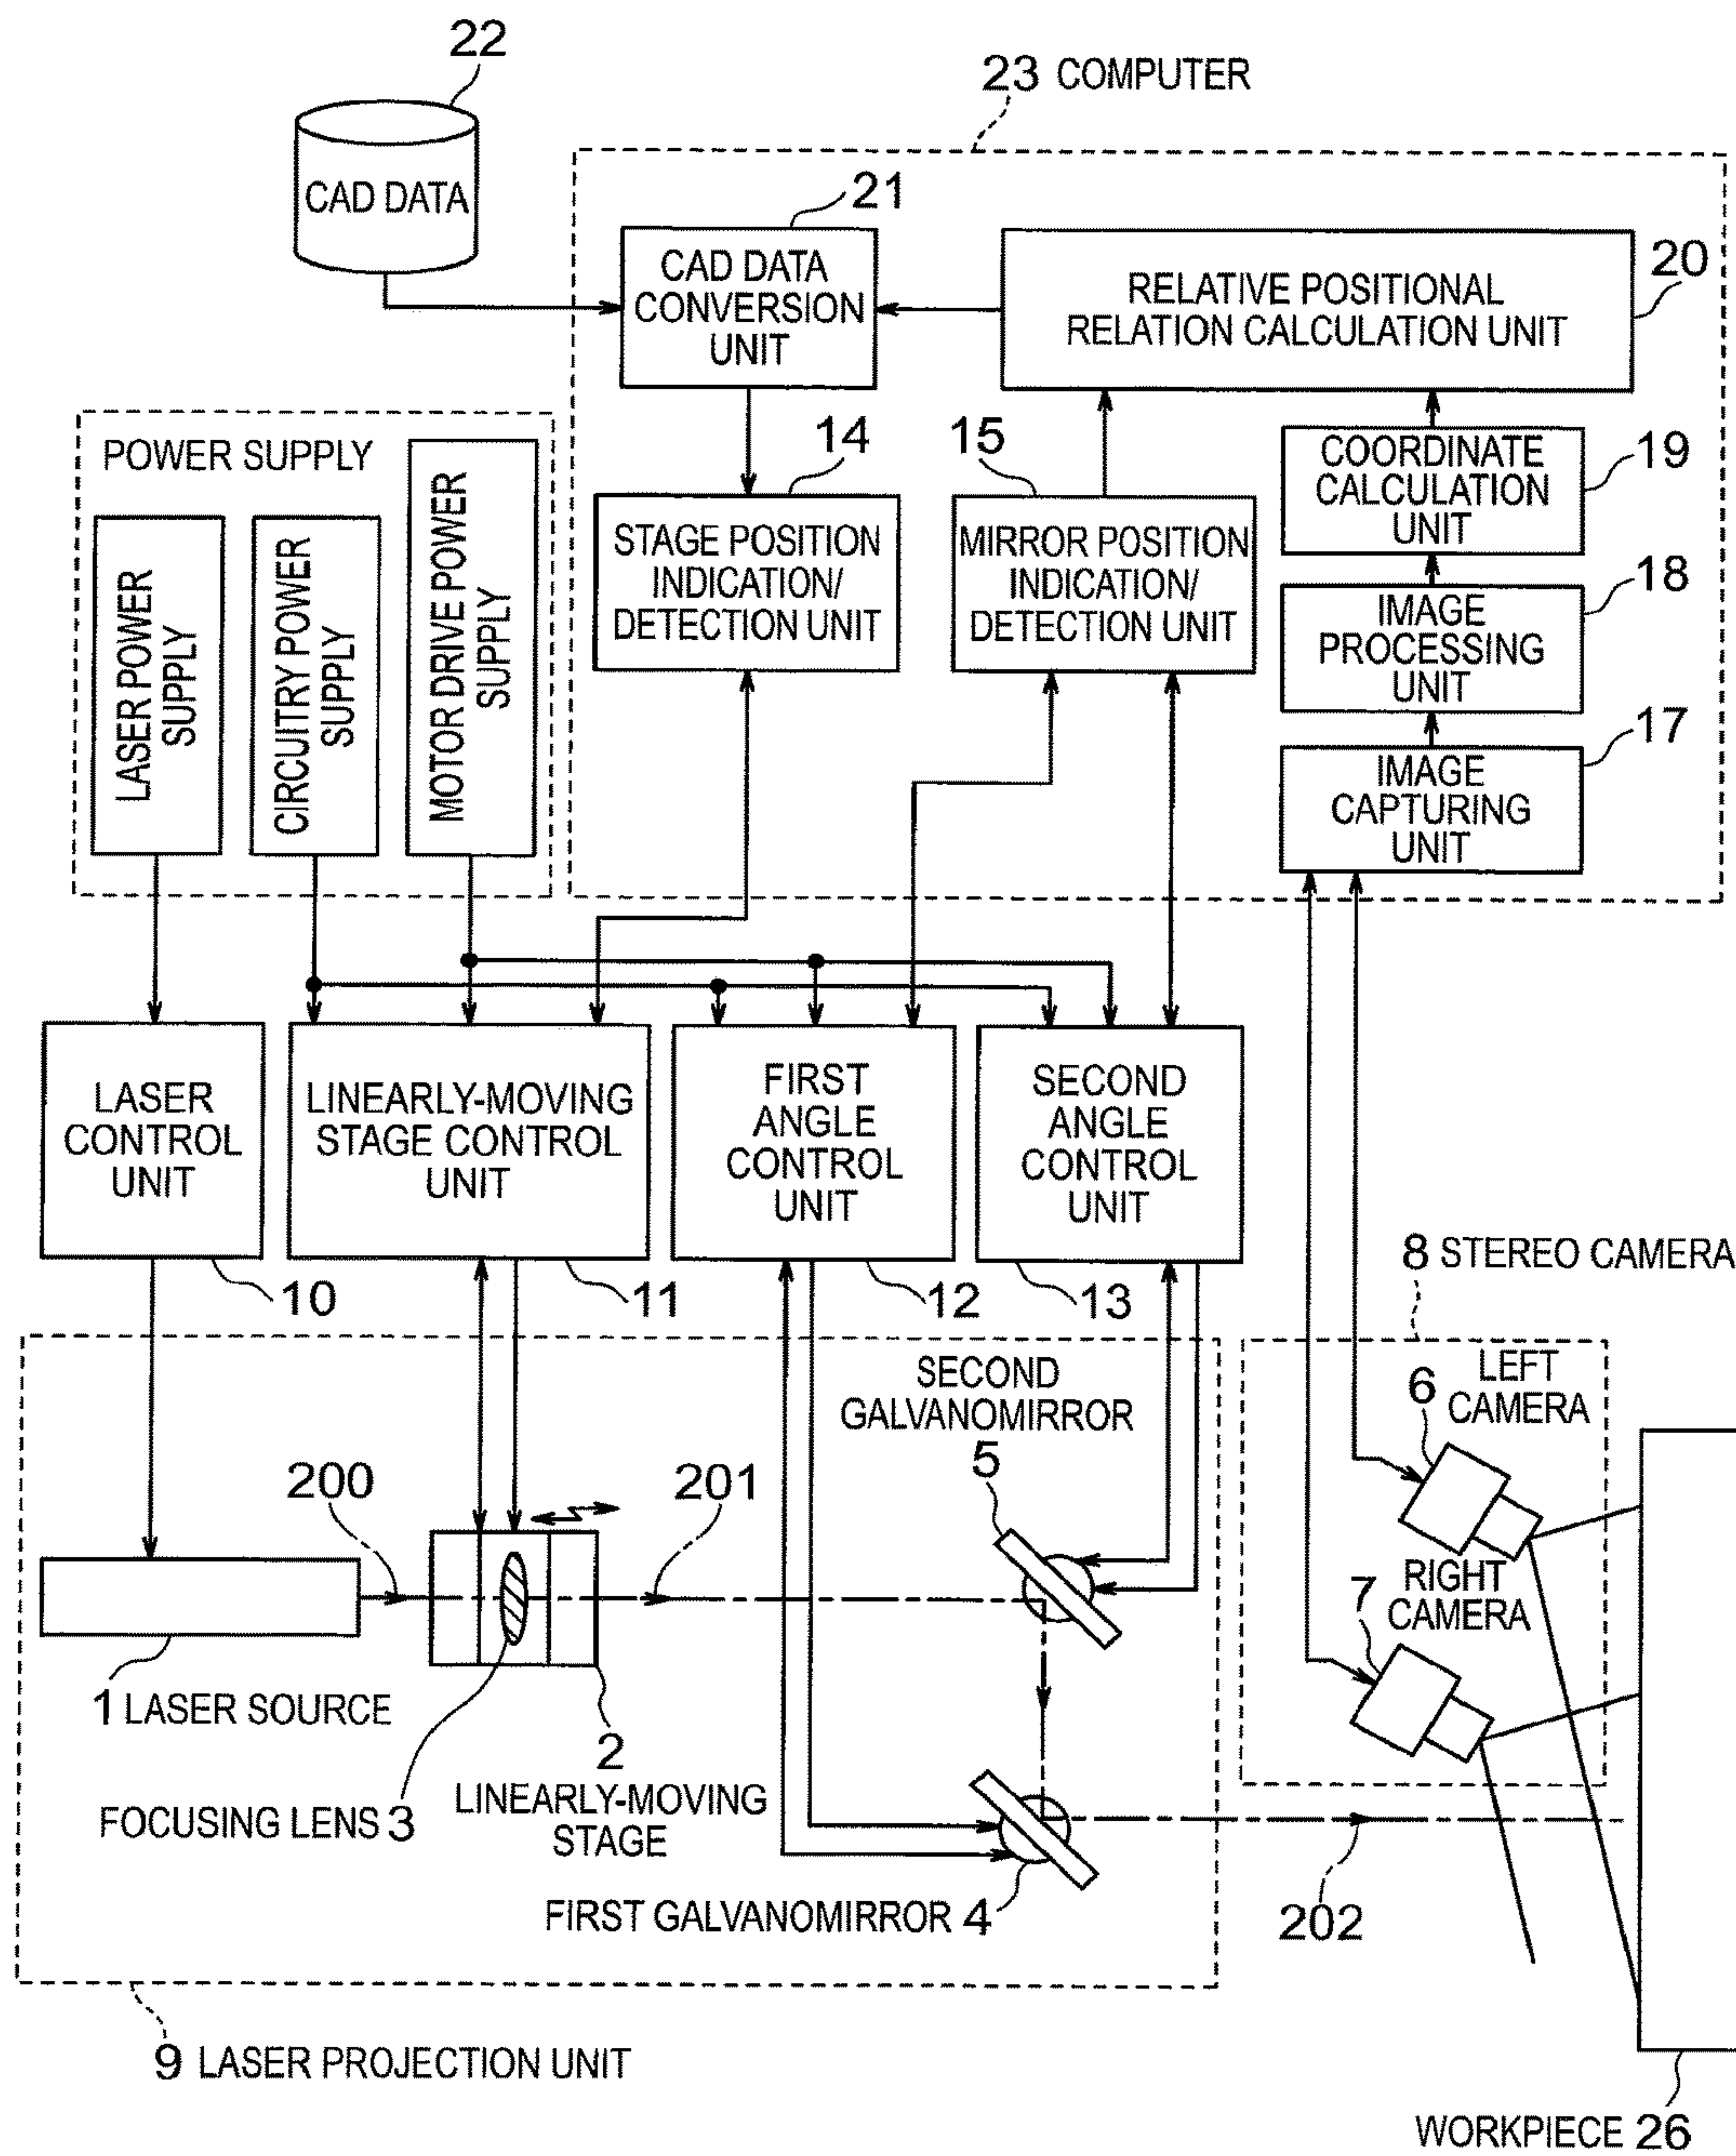 22
23 COMPUTER
CAD DATA
21
CAD DATA
CONVERSION
UNIT
20
RELATIVE POSITIONAL
RELATION CALCULATION UNIT
POWER SUPPLY
LASER POWER
SUPPLY
CIRCUITRY POWER
SUPPLY
MOTOR DRIVE POWER
SUPPLY
14
STAGE POSITION
INDICATION/
DETECTION UNIT
15
MIRROR POSITION
INDICATION/
DETECTION UNIT
19
COORDINATE
CALCULATION
UNIT
18
IMAGE
PROCESSING
UNIT
17
IMAGE
CAPTURING
UNIT
LASER
CONTROL
UNIT
10
LINEARLY-MOVING
STAGE CONTROL
UNIT
11
FIRST
ANGLE
CONTROL
UNIT
12
SECOND
ANGLE
CONTROL
UNIT
13
8 STEREO CAMERA
LEFT
CAMERA
6
SECOND
GALVANOMIRROR
5
200
201
RIGHT
CAMERA
7
1 LASER SOURCE
2
LINEARLY-MOVING
STAGE
FOCUSING LENS 3
FIRST GALVANOMIRROR 4
202
9 LASER PROJECTION UNIT
WORKPIECE 26